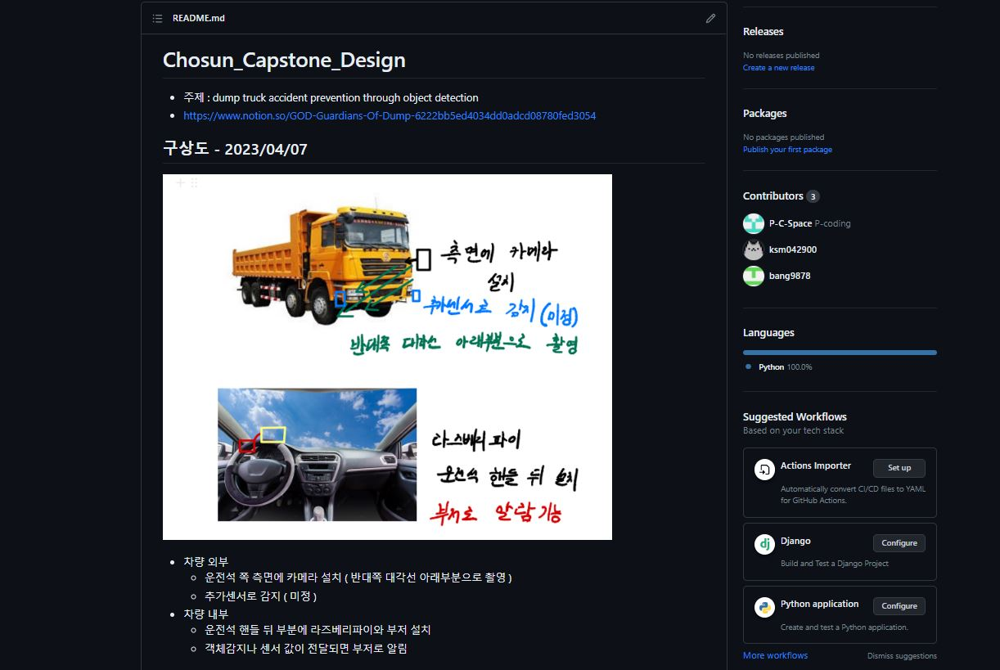 README.md
Chosun_Capstone_Design
주제 : dump truck accident prevention through object detection
https://www.notion.so/GOD-Guardians-Of-Dump-6222bb5ed4034dd0adcd08780fed3054
구상도 - 2023/04/07
측면에 카메라
설치
추가센서로 감지 (미정)
반대쪽 대각선 아래부분으로 촬영
라즈베리 파이
운전석 핸들 뒤 설치
부저로 알람 기능
차량 외부
운전석 쪽 측면에 카메라 설치 ( 반대쪽 대각선 아래부분으로 촬영 )
추가센서로 감지 ( 미정 )
차량 내부
운전석 핸들 뒤 부분에 라즈베리파이와 부저 설치
객체감지나 센서 값이 전달되면 부저로 알림
Releases
No releases published
Create a new release
Packages
No packages published
Publish your first package
Contributors 3
P-C-Space P-coding
ksm042900
bang9878
Languages
Python 100.0%
Suggested Workflows
Based on your tech stack
Actions Importer
Set up
Automatically convert CI/CD files to YAML
for GitHub Actions.
dj
Django
Configure
Build and Test a Django Project
Python application
Configure
Create and test a Python application.
More workflows
Dismiss suggestions